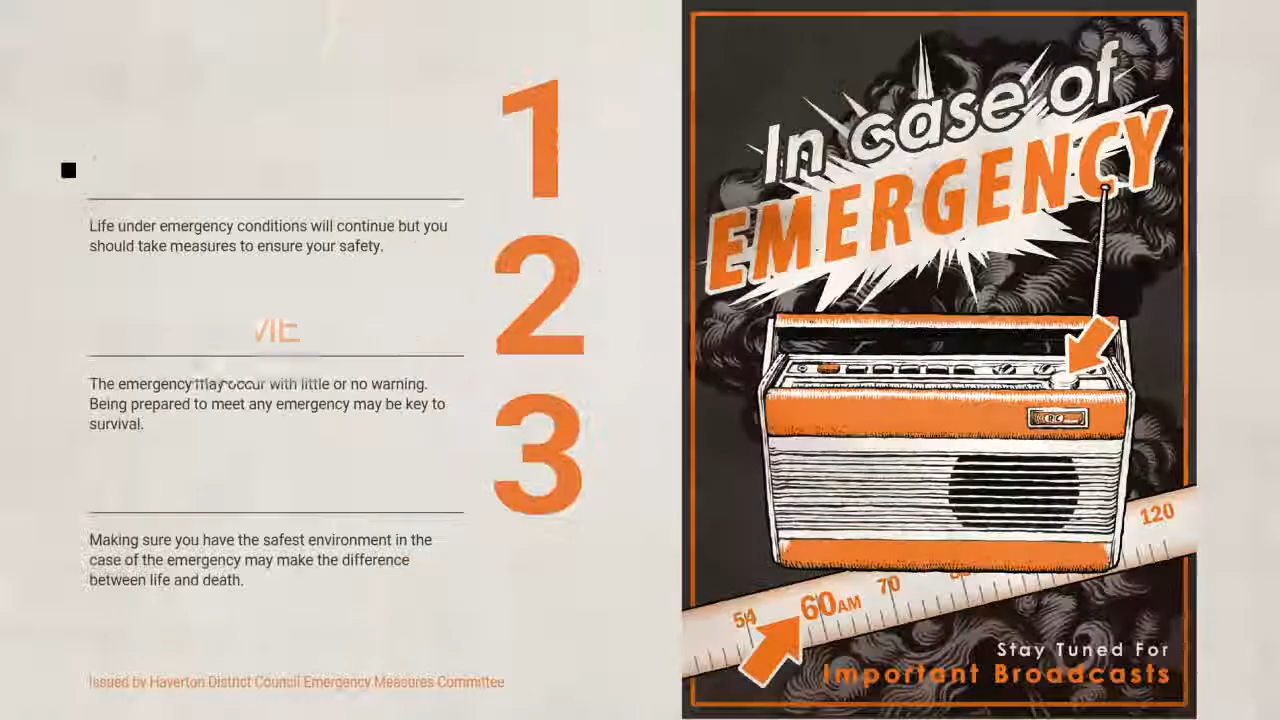 1
Life under emergency conditions will continue but you
should take measures to ensure your safety.
2
The emergency may occur with little or no warning.
Being prepared to meet any emergency may be key to
survival.
3
Making sure you have the safest environment in the
case of the emergency may make the difference
between life and death.
Issued by Haverton District Council Emergency Measures Committee
In case of
EMERGENCY
120
70
60AM
54
Stay Tuned For
Important Broadcasts